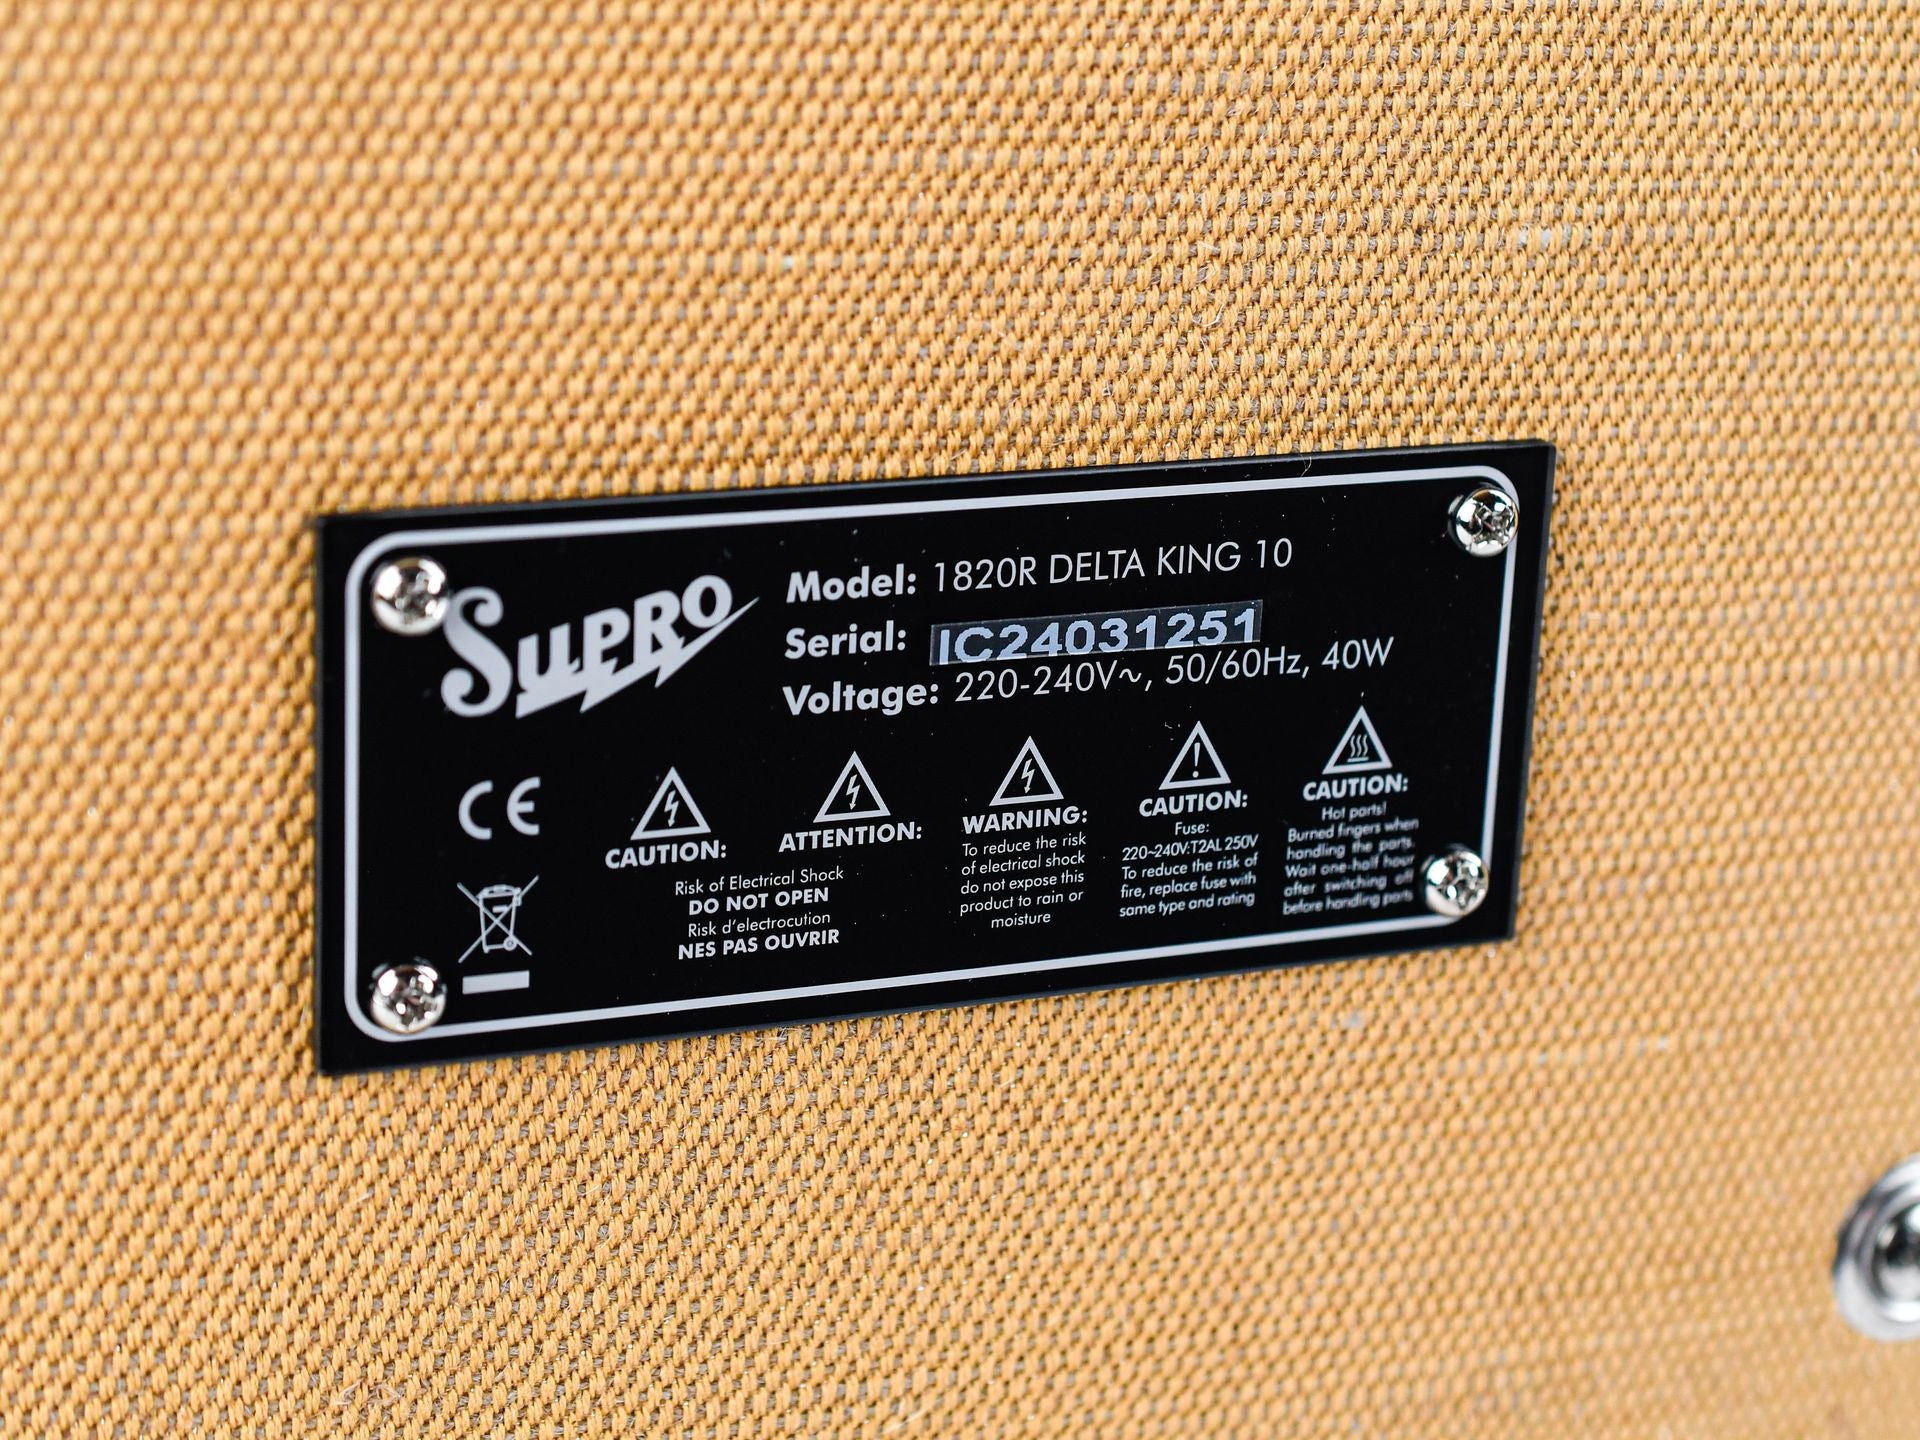 SUPRO
Model: 1820R DELTA KING 10
Serial: IC24031251
Voltage: 220-240V~, 50/60Hz, 40W
CE
CAUTION:
ATTENTION:
Risk of Electrical Shock
DO NOT OPEN
Risk d'electrocution
NES PAS OUVRIR
WARNING:
To reduce the risk
of electrical shock
do not expose this
product to rain or
moisture
CAUTION:
Fuse:
220~240V:T2AL 250V
To reduce the risk of
fire, replace fuse with
same type and rating
CAUTION:
Hot parts!
Burned fingers when
handling the parts.
Wait one-half hour
after switching off
before handling parts